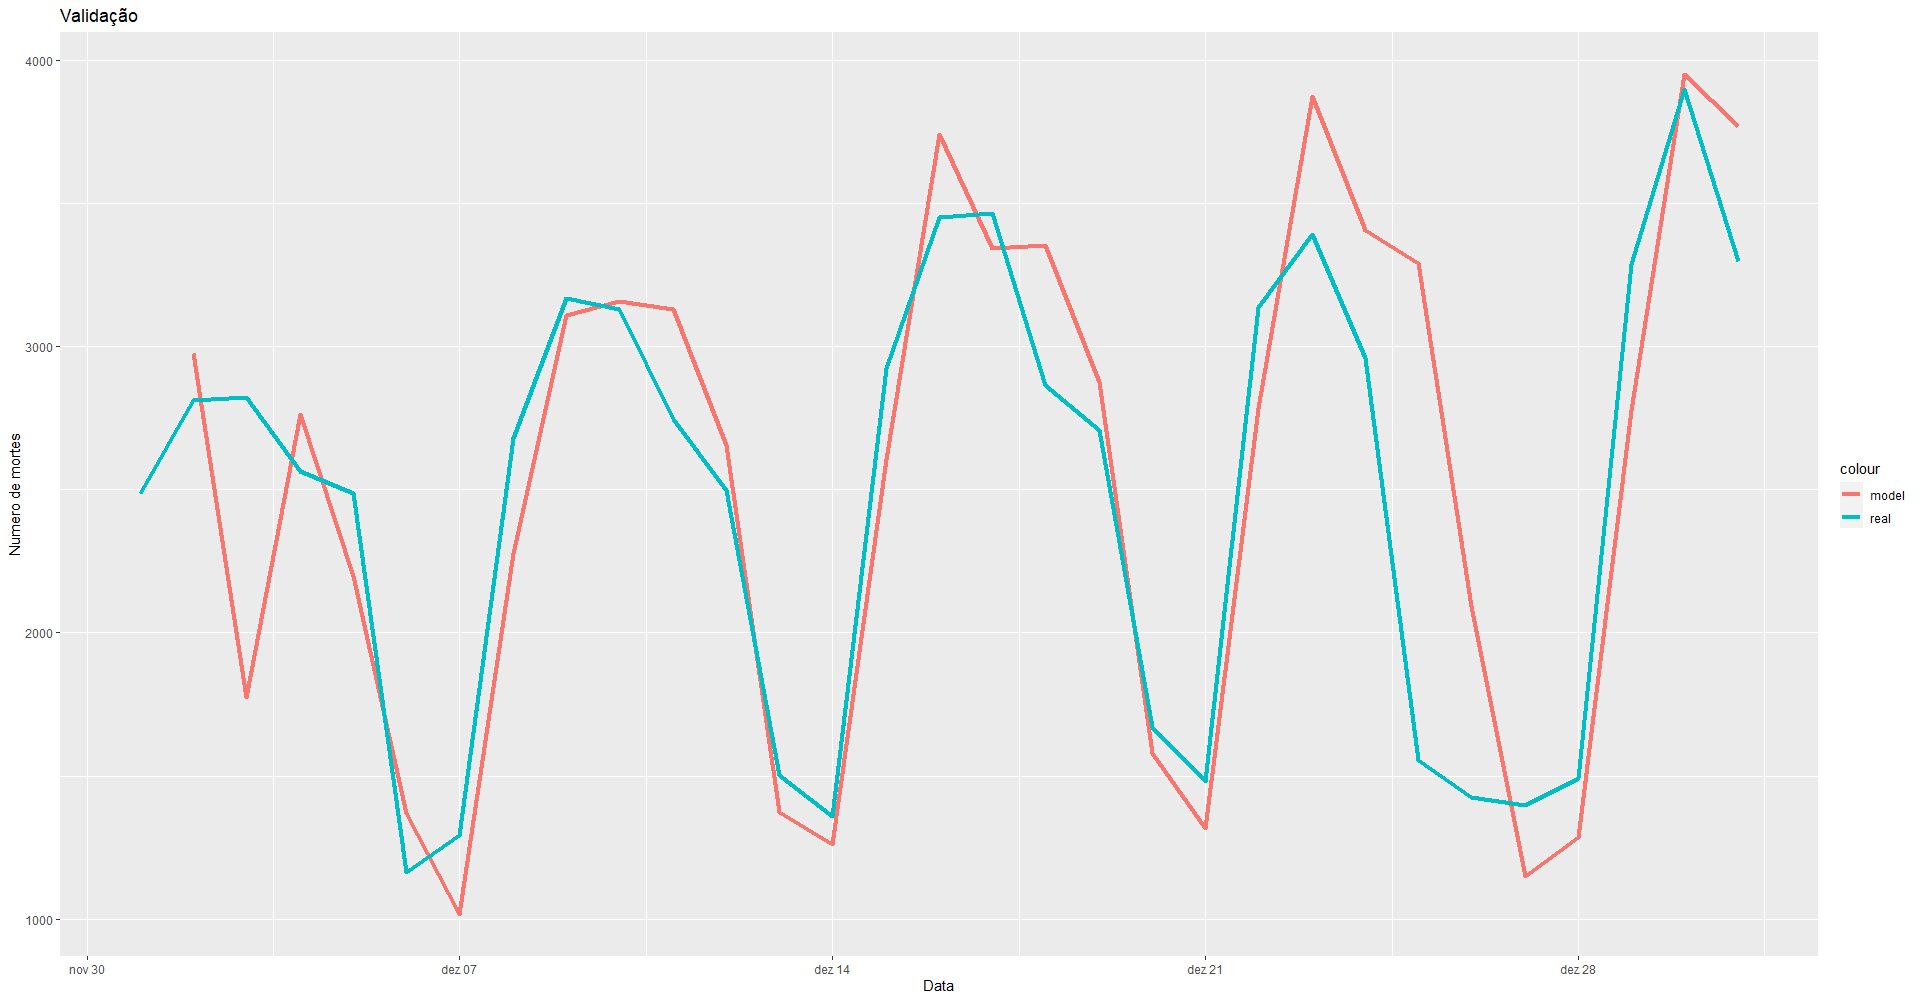 Validação
4000
3000
2000
1000
Numero de mortes
nov 30
dez 07
dez 14
dez 21
dez 28
Data
colour
model
real